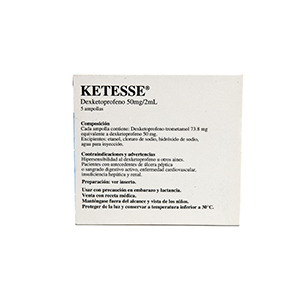 KETESSE®
Dexketoprofeno 50mg/2mL
5 ampollas
Composición
Cada ampolla contiene: Dexketoprofeno trometamol 73.8 mg
equivalente a dexketoprofeno 50 mg.
Excipientes: etanol, cloruro de sodio, hidróxido de sodio,
agua para inyección.
Contraindicaciones y advertencias
Hipersensibilidad al dexketoprofeno u otros aines.
Pacientes con antecedentes de úlcera péptica
o sangrado digestivo activo, enfermedad cardiovascular,
insuficiencia hepática y renal.
Preparación: ver inserto.
Usar con precaución en embarazo y lactancia.
Venta con receta médica.
Manténgase fuera del alcance y vista de los niños.
Proteger de la luz y conservar a temperatura inferior a 30°C.